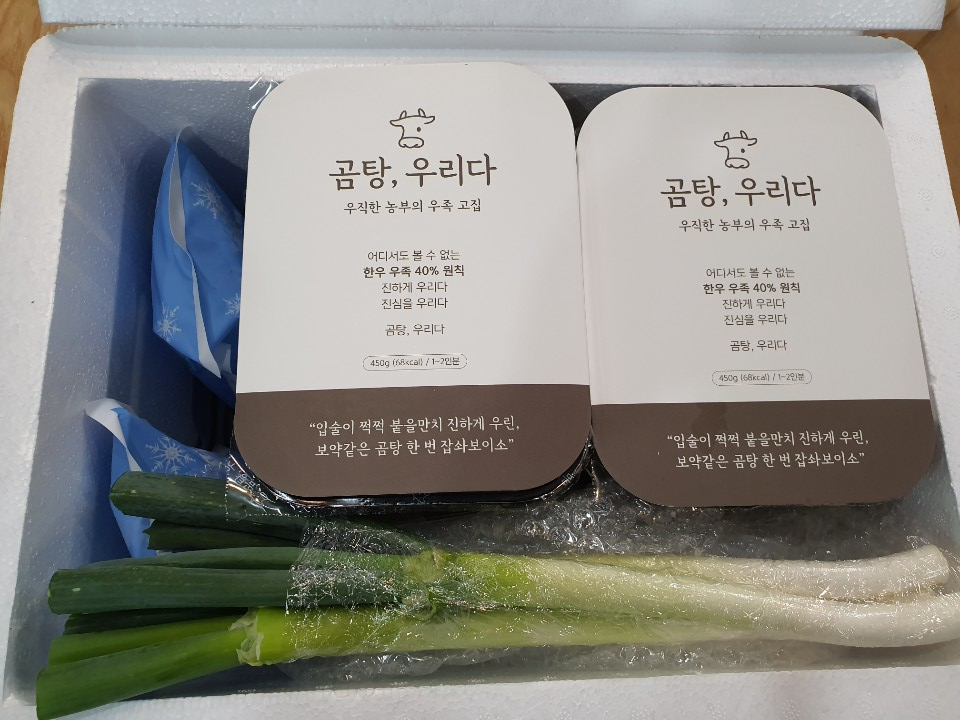 곰탕, 우리다
우직한 농부의 우족 고집
어디서도 볼 수 없는
한우 우족 40% 원칙
진하게 우리다
진심을 우리다
곰탕, 우리다
450g (68kcal) / 1~2인분
“입술이 쩍쩍 붙을만치 진하게 우린,
보약같은 곰탕 한 번 잡솨보이소”
곰탕, 우리다
우직한 농부의 우족 고집
어디서도 볼 수 없는
한우 우족 40% 원칙
진하게 우리다
진심을 우리다
곰탕, 우리다
450g (68kcal) / 1~2인분
“입술이 쩍쩍 붙을만치 진하게 우린,
보약같은 곰탕 한 번 잡솨보이소”